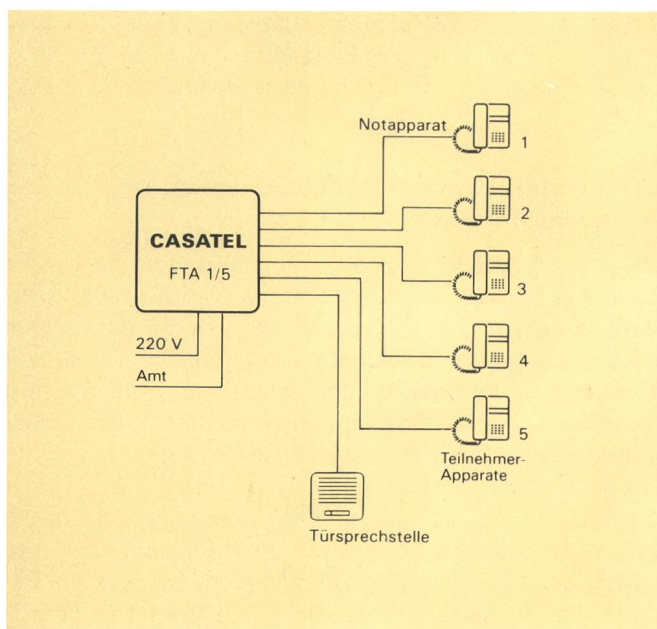 Notapparat
1
2
CASATEL
FTA 1/5
3
220 V
4
Amt
5
Teilnehmer-
Apparate
Türsprechstelle